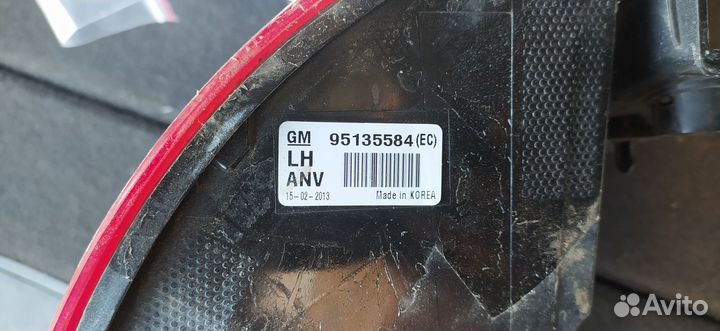 GM 95135584(EC)
LH
ANV
15-02-2013 Made in KOREA
Avito